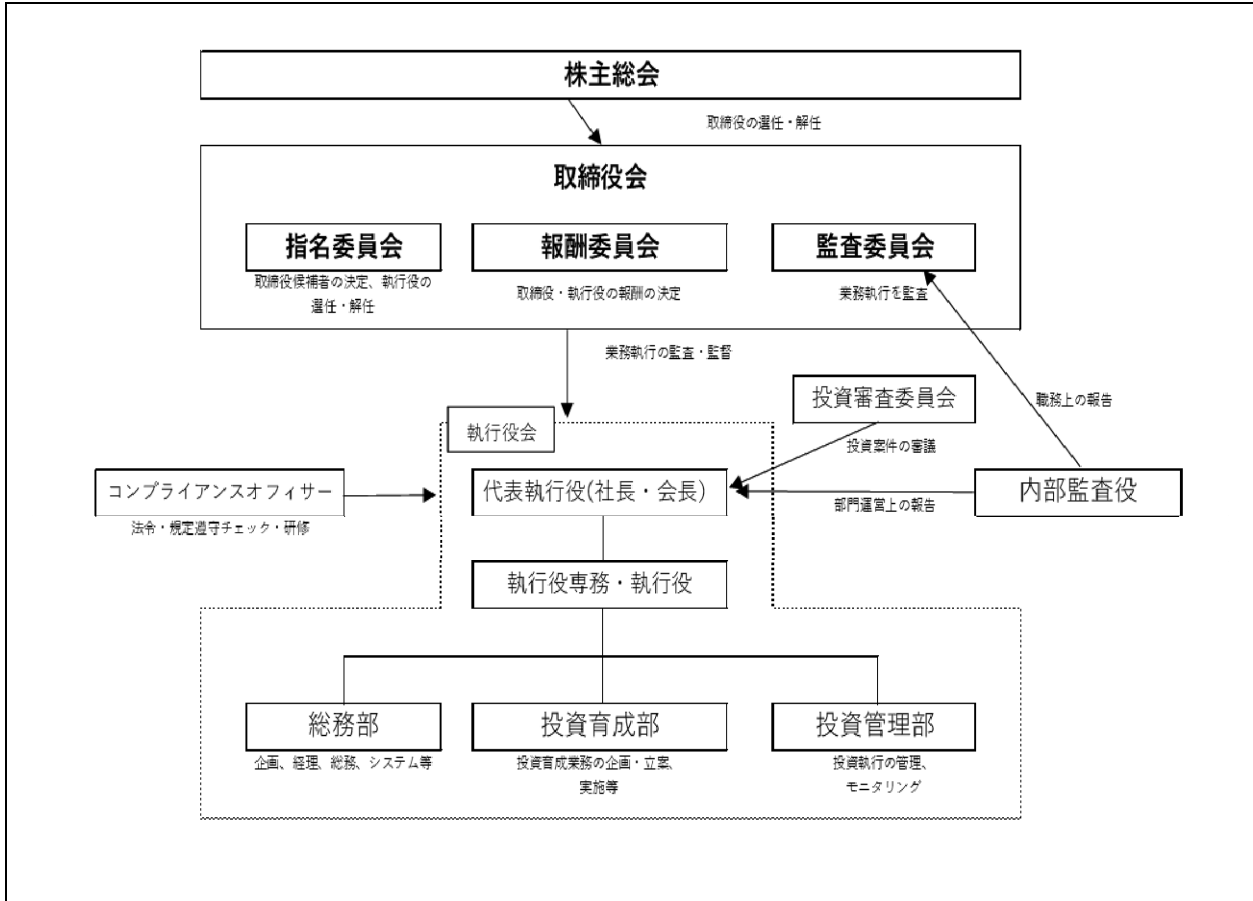 株主総会
取締役の選任・解任
取締役会
指名委員会
取締役候補者の決定、執行役の
選任・解任
報酬委員会
取締役・執行役の報酬の決定
監査委員会
業務執行を監査
業務執行の監査・監督
投資審査委員会
職務上の報告
執行役会
投資案件の審議
コンプライアンスオフィサー
法令・規定遵守チェック・研修
代表執行役(社長・会長)
部門運営上の報告
内部監査役
執行役専務・執行役
総務部
企画、経理、総務、システム等
投資育成部
投資育成業務の企画・立案、
実施等
投資管理部
投資執行の管理、
モニタリング